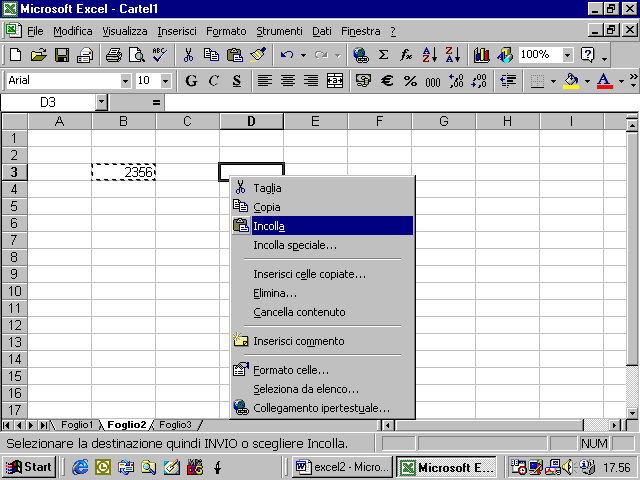 Microsoft Excel - Cartel1
File Modifica Visualizza Inserisci Formato Strumenti Dati Finestra ?
ABC Σ fx A Z Z A 100% ?
Arial 10 G C S € % 000 A
D3 =
A B C D E F G H I
1
2
3 2356
4 Taglia
5 Copia
6 Incolla
7 Incolla speciale...
8
9 Inserisci celle copiate...
10 Elimina...
11 Cancella contenuto
12
13 Inserisci commento
14
15 Formato celle...
16 Seleziona da elenco...
17 Collegamento ipertestuale...
Foglio1 Foglio2 Foglio3
Selezionare la destinazione quindi INVIO o scegliere Incolla. NUM
Start excel2 - Micro... Microsoft E... 17.56